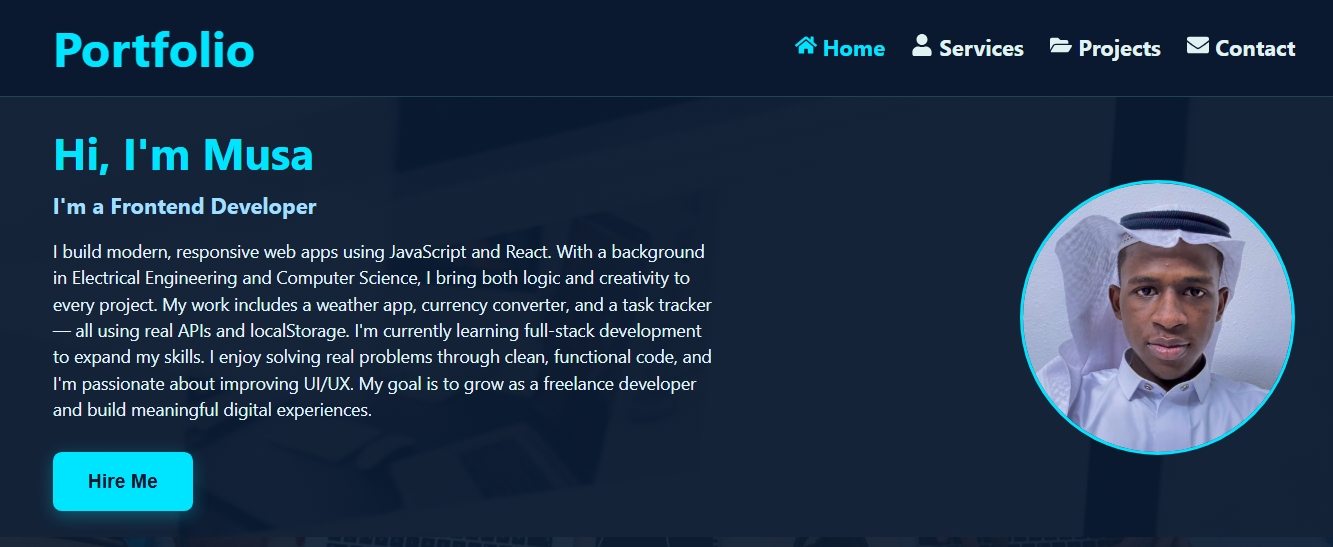 Portfolio
Home Services Projects Contact
Hi, I'm Musa
I'm a Frontend Developer
I build modern, responsive web apps using JavaScript and React. With a background
in Electrical Engineering and Computer Science, I bring both logic and creativity to
every project. My work includes a weather app, currency converter, and a task tracker
— all using real APIs and localStorage. I'm currently learning full-stack development
to expand my skills. I enjoy solving real problems through clean, functional code, and
I'm passionate about improving UI/UX. My goal is to grow as a freelance developer
and build meaningful digital experiences.
Hire Me